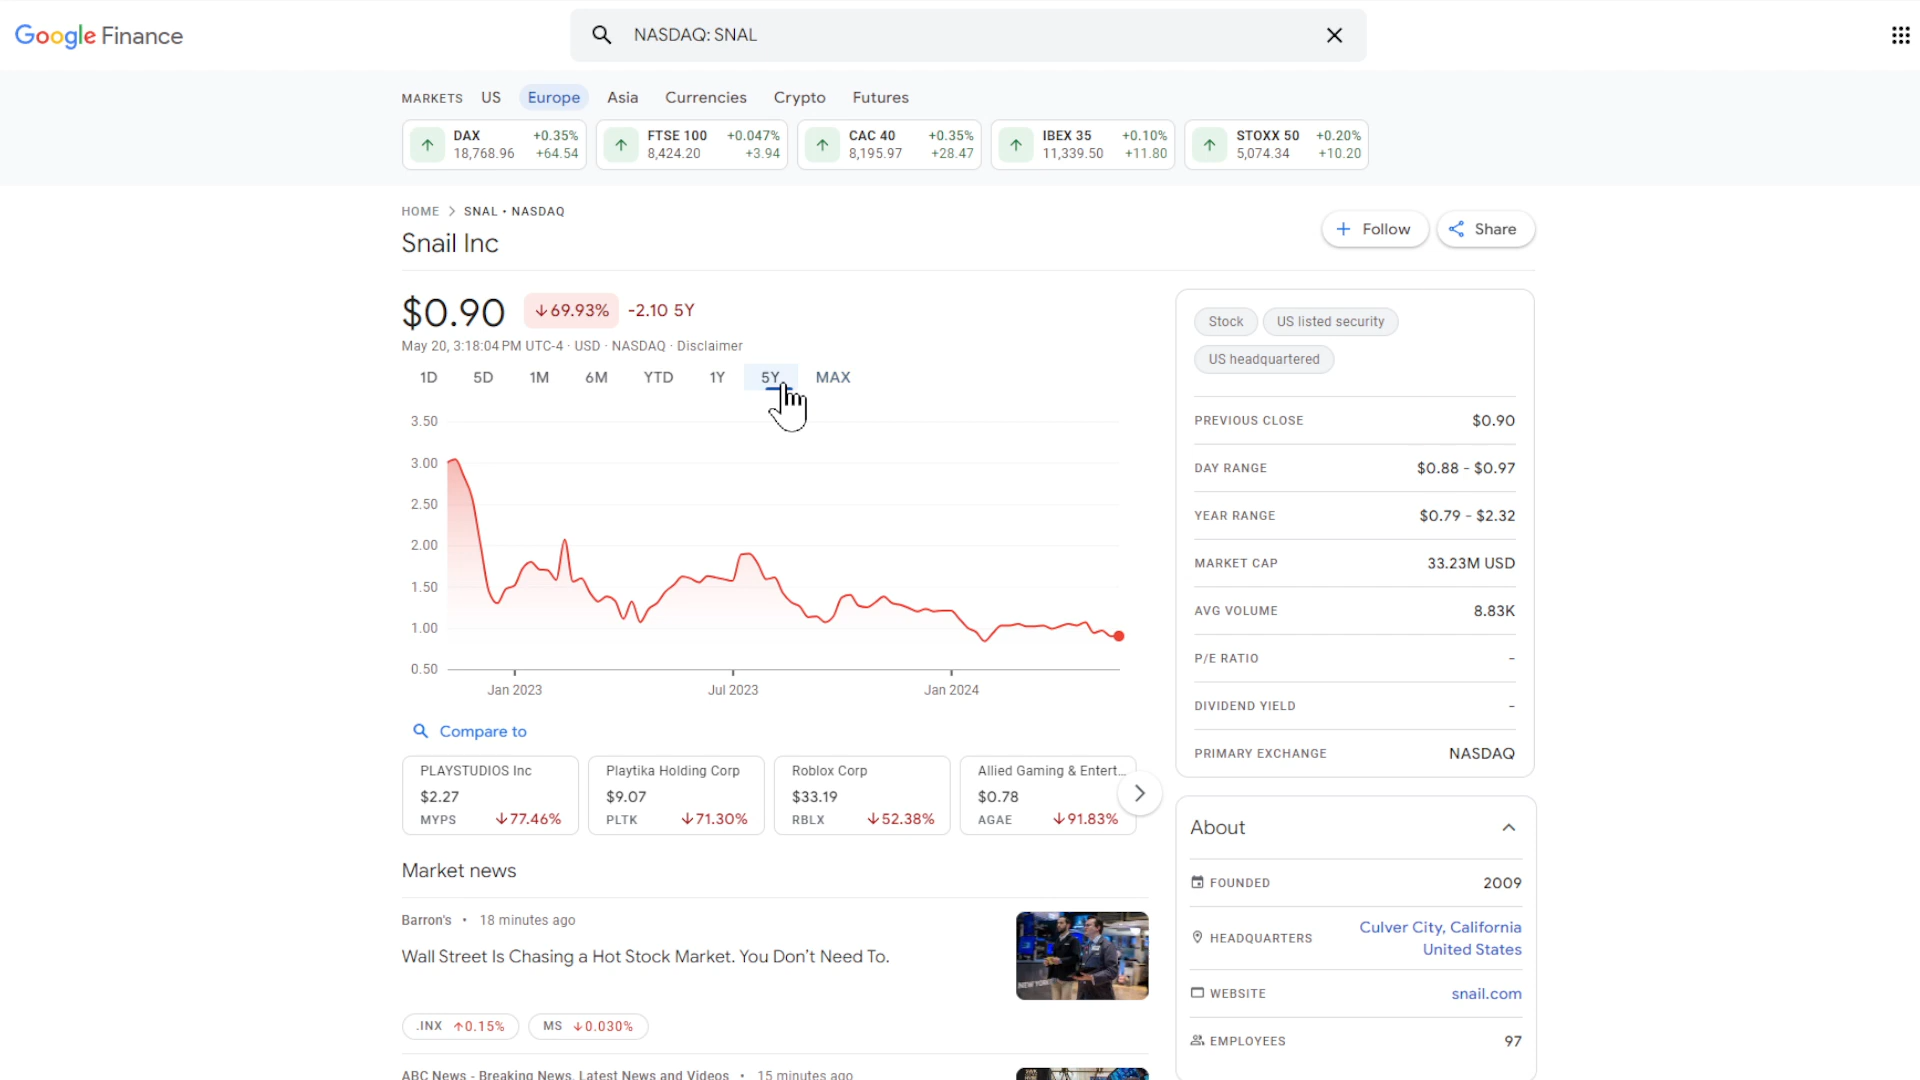 Google Finance
NASDAQ: SNAL
MARKETS US Europe Asia Currencies Crypto Futures
DAX +0.35%
18,768.96 +64.54
FTSE 100 +0.047%
8,424.20 +3.94
CAC 40 +0.35%
8,195.97 +28.47
IBEX 35 +0.10%
11,339.50 +11.80
STOXX 50 +0.20%
5,074.34 +10.20
HOME > SNAL • NASDAQ
Snail Inc
+ Follow
Share
$0.90 ↓69.93% -2.10 5Y
May 20, 3:18:04 PM UTC-4 · USD · NASDAQ · Disclaimer
1D 5D 1M 6M YTD 1Y 5Y MAX
3.50
3.00
2.50
2.00
1.50
1.00
0.50
Jan 2023 Jul 2023 Jan 2024
Compare to
PLAYSTUDIOS Inc
$2.27
MYPS ↓77.46%
Playtika Holding Corp
$9.07
PLTK ↓71.30%
Roblox Corp
$33.19
RBLX ↓52.38%
Allied Gaming & Entert...
$0.78
AGAE ↓91.83%
Market news
Barron's • 18 minutes ago
Wall Street Is Chasing a Hot Stock Market. You Don't Need To.
NEW YORK
.INX ↑0.15% MS ↓0.030%
ABC News - Breaking News, Latest News and Videos • 15 minutes ago
Stock US listed security
US headquartered
PREVIOUS CLOSE $0.90
DAY RANGE $0.88 - $0.97
YEAR RANGE $0.79 - $2.32
MARKET CAP 33.23M USD
AVG VOLUME 8.83K
P/E RATIO -
DIVIDEND YIELD -
PRIMARY EXCHANGE NASDAQ
About
FOUNDED 2009
HEADQUARTERS Culver City, California
United States
WEBSITE snail.com
EMPLOYEES 97